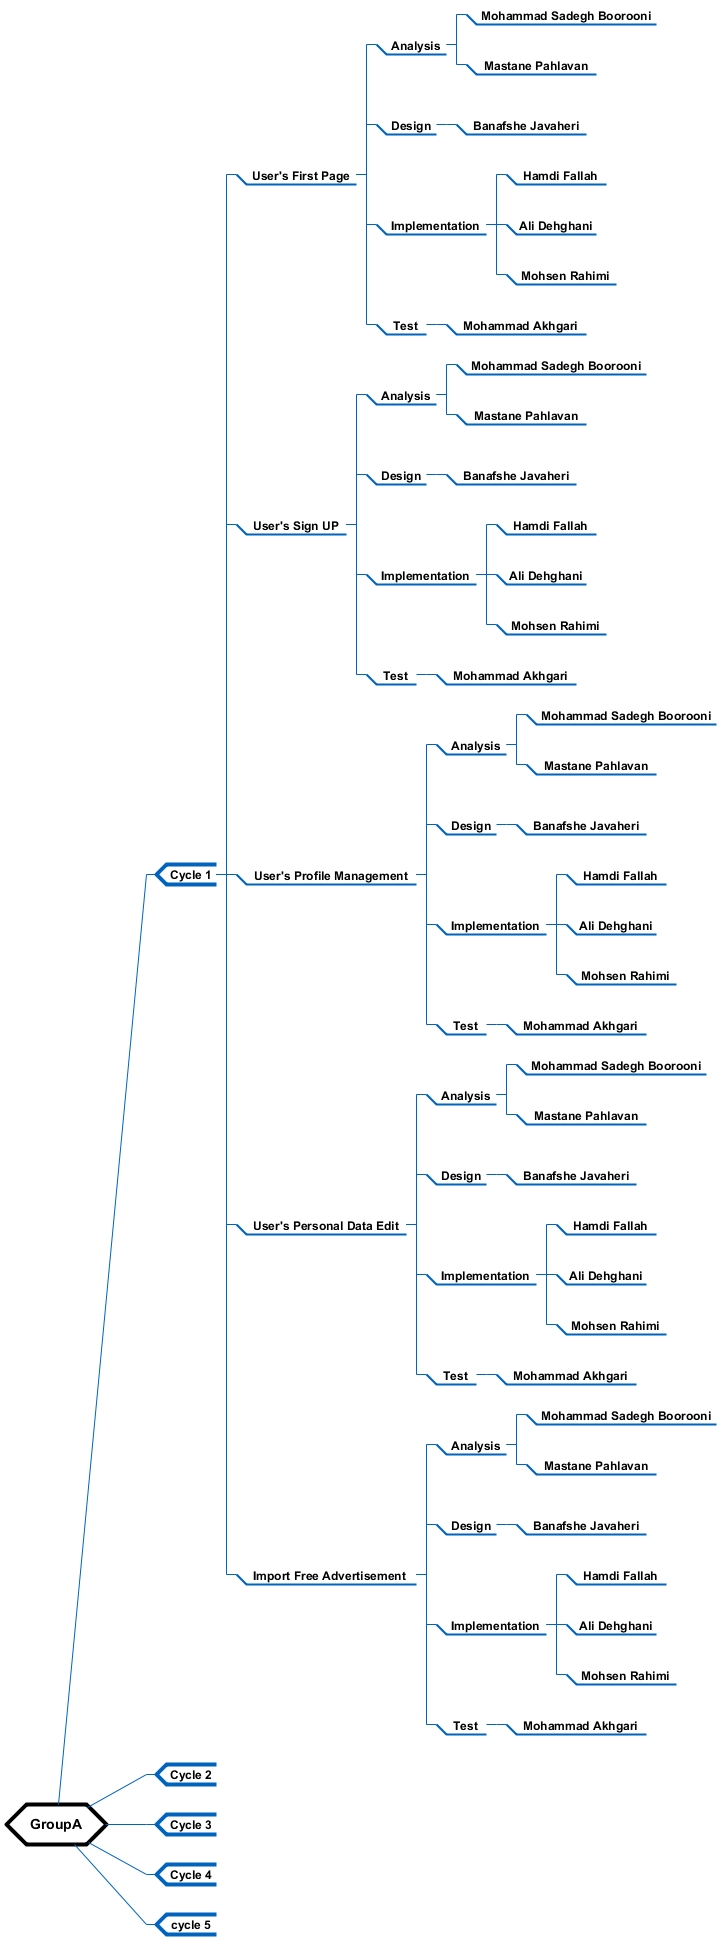 Mohammad Sadegh Boorooni
Analysis
Mastane Pahlavan
Design
Banafshe Javaheri
User's First Page
Hamdi Fallah
Implementation
Ali Dehghani
Mohsen Rahimi
Test
Mohammad Akhgari
Mohammad Sadegh Boorooni
Analysis
Mastane Pahlavan
Design
Banafshe Javaheri
User's Sign UP
Hamdi Fallah
Implementation
Ali Dehghani
Mohsen Rahimi
Test
Mohammad Akhgari
Mohammad Sadegh Boorooni
Analysis
Mastane Pahlavan
Design
Banafshe Javaheri
Cycle 1
User's Profile Management
Hamdi Fallah
Implementation
Ali Dehghani
Mohsen Rahimi
Test
Mohammad Akhgari
Mohammad Sadegh Boorooni
Analysis
Mastane Pahlavan
Design
Banafshe Javaheri
User's Personal Data Edit
Hamdi Fallah
Implementation
Ali Dehghani
Mohsen Rahimi
Test
Mohammad Akhgari
Mohammad Sadegh Boorooni
Analysis
Mastane Pahlavan
Design
Banafshe Javaheri
Import Free Advertisement
Hamdi Fallah
Implementation
Ali Dehghani
Mohsen Rahimi
Test
Mohammad Akhgari
Cycle 2
GroupA
Cycle 3
Cycle 4
cycle 5